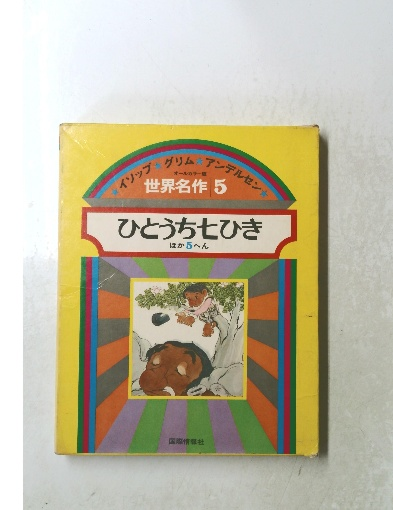 ★イソップ★グリム★アンデルセン★
オールカラー版
世界名作 5
ひとうち七ひき
ほか5へん
国際情報社